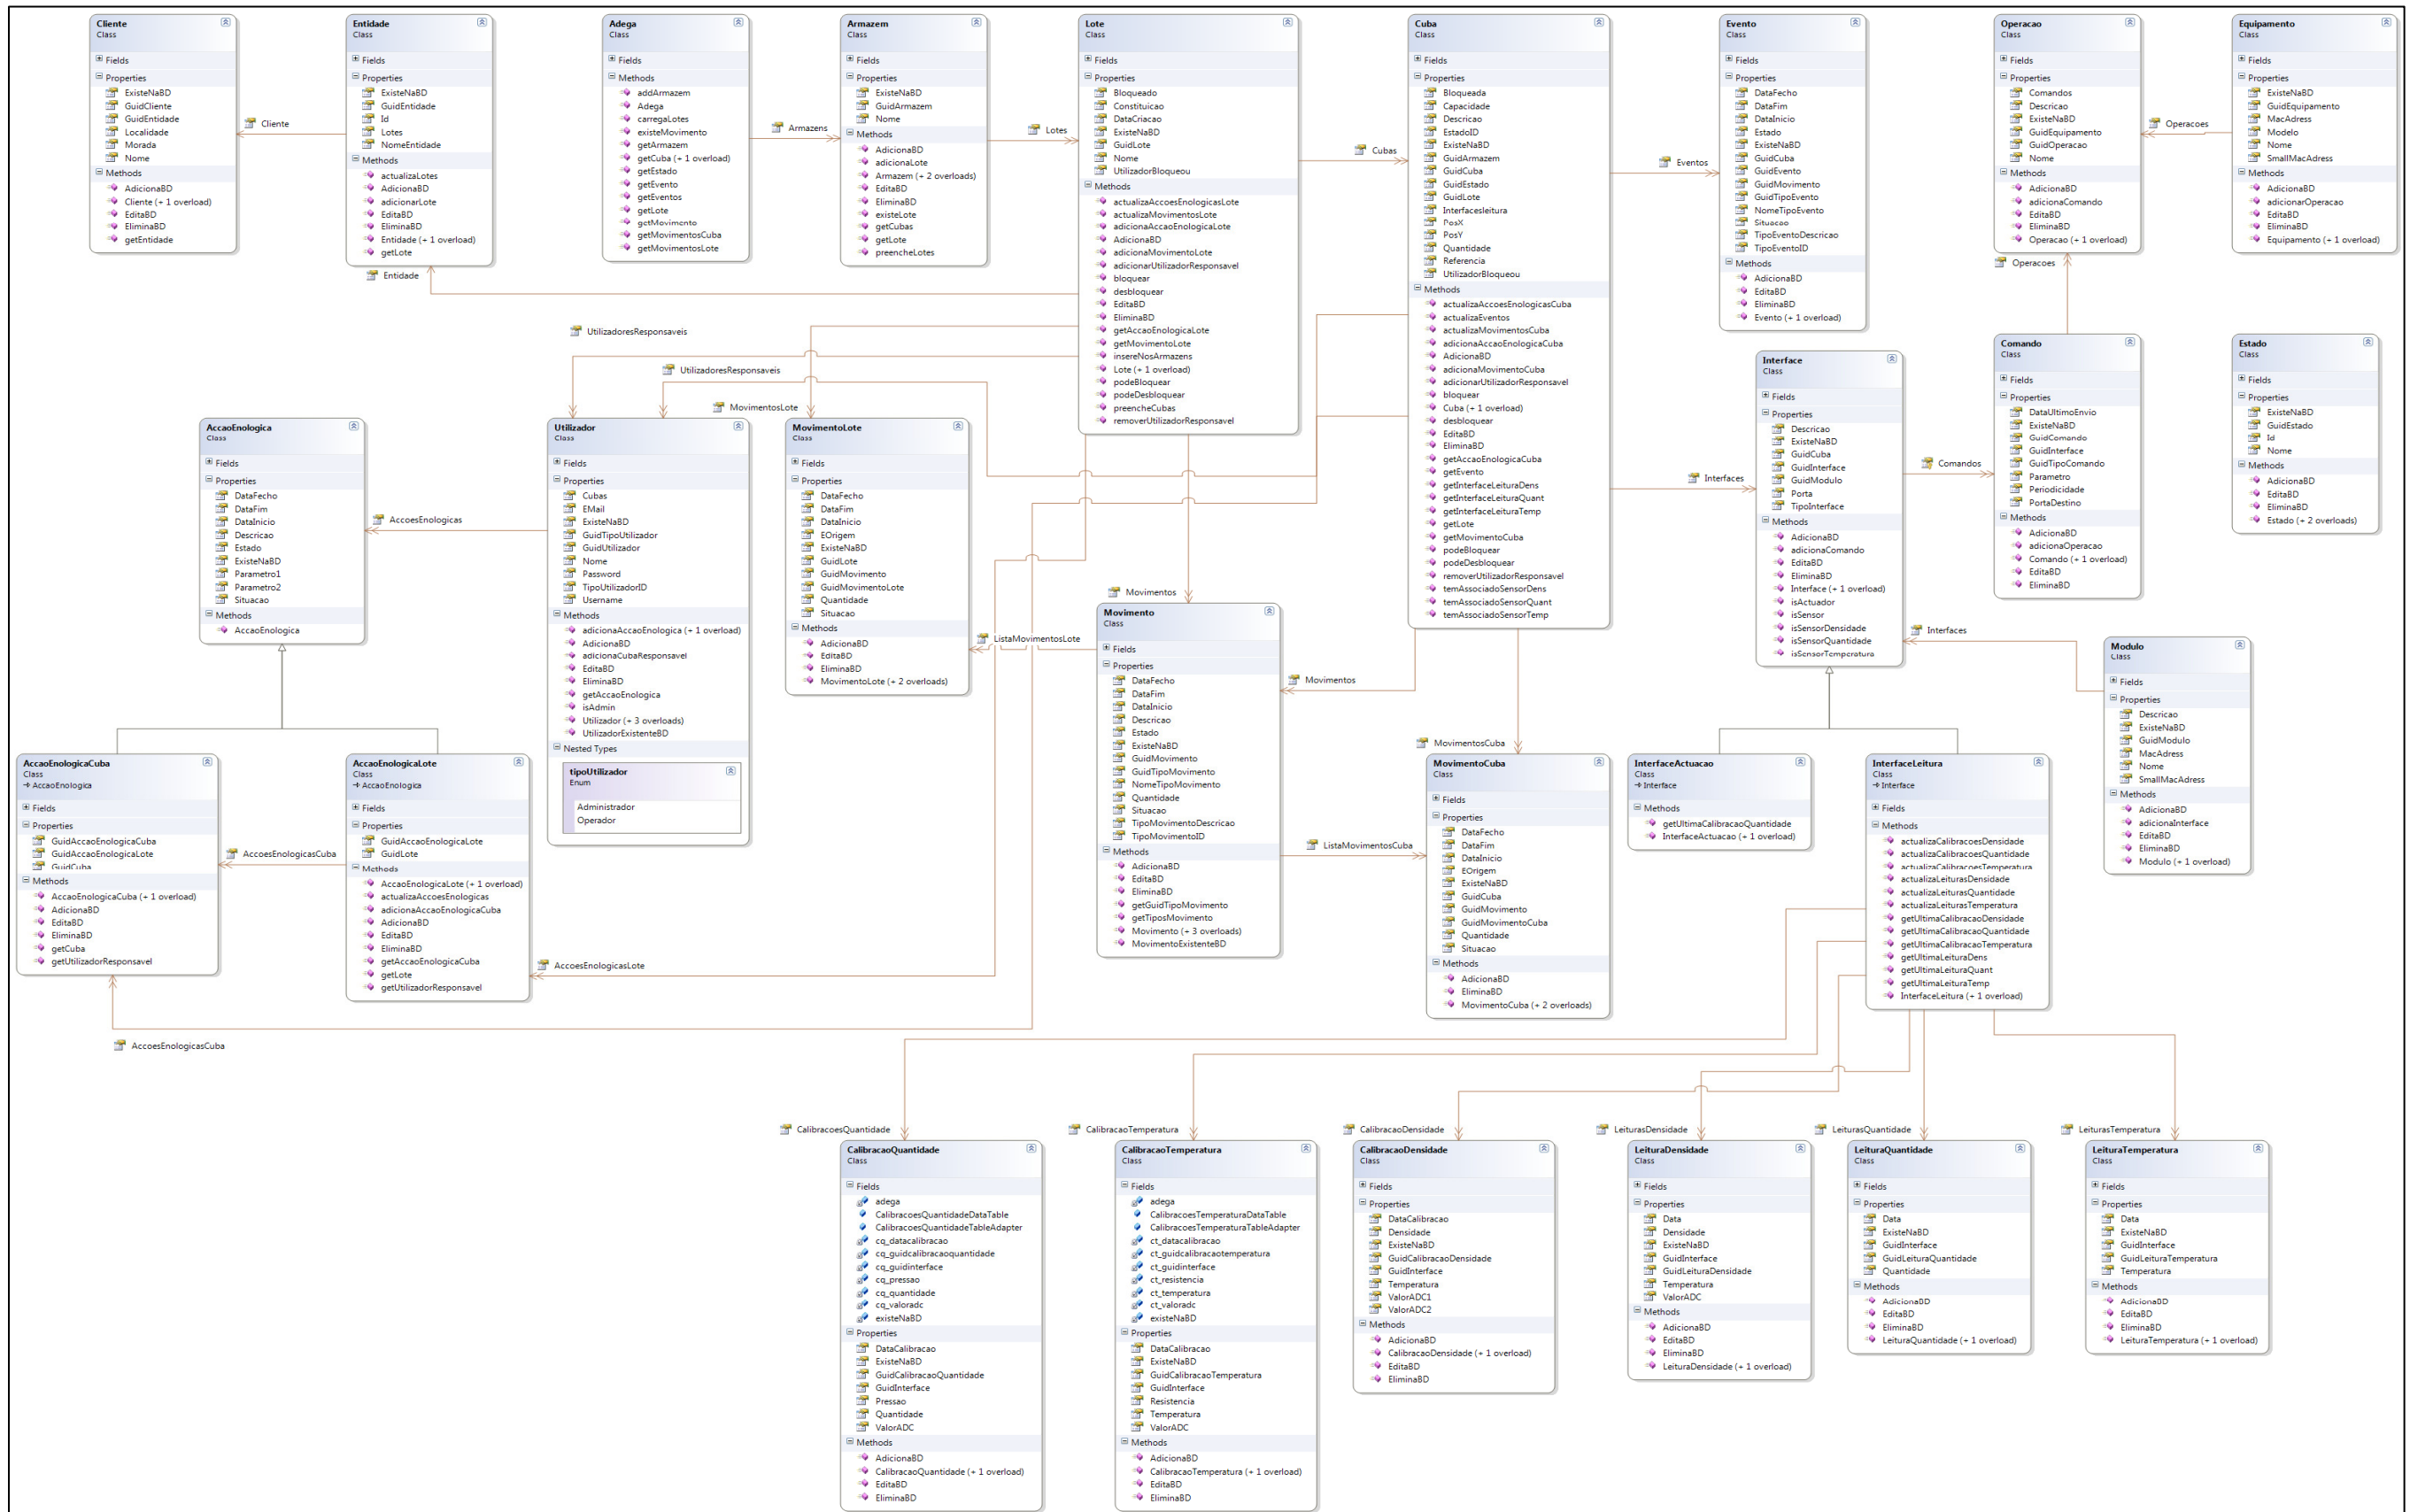 Cliente
Class
Fields
Properties
ExisteNaBD
GuidCliente
GuidEntidade
Localidade
Morada
Nome
Methods
AdicionaBD
Cliente (+ 1 overload)
EditaBD
EliminaBD
getEntidade
Cliente
Entidade
Class
Fields
Properties
ExisteNaBD
GuidEntidade
Id
Lotes
NomeEntidade
Methods
actualizaLotes
AdicionaBD
adicionarLote
EditaBD
EliminaBD
Entidade (+ 1 overload)
getLote
Entidade
Adega
Class
Fields
Methods
addArmazem
Adega
carregaLotes
existeMovimento
getArmazem
getCuba (+ 1 overload)
getEstado
getEvento
getEventos
getLote
getMovimento
getMovimentosCuba
getMovimentosLote
Armazens
Armazem
Class
Fields
Properties
ExisteNaBD
GuidArmazem
Nome
Methods
AdicionaBD
adicionaLote
Armazem (+ 2 overloads)
EditaBD
EliminaBD
existeLote
getCubas
getLote
preencheLotes
Lotes
Lote
Class
Fields
Properties
Bloqueado
Constituicao
DataCriacao
ExisteNaBD
GuidLote
Nome
UtilizadorBloqueou
Methods
actualizaAccoesEnologicasLote
actualizaMovimentosLote
adicionaAccaoEnologicaLote
AdicionaBD
adicionaMovimentoLote
adicionarUtilizadorResponsavel
bloquear
desbloquear
EditaBD
EliminaBD
getAccaoEnologicaLote
getMovimentoLote
insereNosArmazens
Lote (+ 1 overload)
podeBloquear
podeDesbloquear
preencheCubas
removerUtilizadorResponsavel
Cubas
Cuba
Class
Fields
Properties
Bloqueada
Capacidade
Descricao
EstadoID
ExisteNaBD
GuidArmazem
GuidCuba
GuidEstado
GuidLote
Interfacesleitura
PosX
PosY
Quantidade
Referencia
UtilizadorBloqueou
Methods
actualizaAccoesEnologicasCuba
actualizaEventos
actualizaMovimentosCuba
adicionaAccaoEnologicaCuba
AdicionaBD
adicionaMovimentoCuba
adicionarUtilizadorResponsavel
bloquear
Cuba (+ 1 overload)
desbloquear
EditaBD
EliminaBD
getAccaoEnologicaCuba
getEvento
getInterfaceLeituraDens
getInterfaceLeituraQuant
getInterfaceLeituraTemp
getLote
getMovimentoCuba
podeBloquear
podeDesbloquear
removerUtilizadorResponsavel
temAssociadoSensorDens
temAssociadoSensorQuant
temAssociadoSensorTemp
Eventos
Evento
Class
Fields
Properties
DataFecho
DataFim
DataInicio
Estado
ExisteNaBD
GuidCuba
GuidEvento
GuidMovimento
GuidTipoEvento
NomeTipoEvento
Situacao
TipoEventoDescricao
TipoEventoID
Methods
AdicionaBD
EditaBD
EliminaBD
Evento (+ 1 overload)
Operacao
Class
Fields
Properties
Comandos
Descricao
ExisteNaBD
GuidEquipamento
GuidOperacao
Nome
Methods
AdicionaBD
adicionaComando
EditaBD
EliminaBD
Operacao (+ 1 overload)
Operacoes
Equipamento
Class
Fields
Properties
ExisteNaBD
GuidEquipamento
MacAdress
Modelo
Nome
SmallMacAdress
Methods
AdicionaBD
adicionarOperacao
EditaBD
EliminaBD
Equipamento (+ 1 overload)
Operacoes
UtilizadoresResponsaveis
UtilizadoresResponsaveis
MovimentosLote
Interface
Class
Fields
Properties
Descricao
ExisteNaBD
GuidCuba
GuidInterface
GuidModulo
Porta
TipoInterface
Methods
AdicionaBD
adicionaComando
EditaBD
EliminaBD
Interface (+ 1 overload)
isActuador
isSensor
isSensorDensidade
isSensorQuantidade
isSensorTemperatura
Interfaces
Comandos
Comando
Class
Fields
Properties
DataUltimoEnvio
ExisteNaBD
GuidComando
GuidInterface
GuidTipoComando
Parametro
Periodicidade
PortaDestino
Methods
AdicionaBD
adicionaOperacao
Comando (+ 1 overload)
EditaBD
EliminaBD
Estado
Class
Fields
Properties
ExisteNaBD
GuidEstado
Id
Nome
Methods
AdicionaBD
EditaBD
EliminaBD
Estado (+ 2 overloads)
AccaoEnologica
Class
Fields
Properties
DataFecho
DataFim
DataInicio
Descricao
Estado
ExisteNaBD
Parametro1
Parametro2
Situacao
Methods
AccaoEnologica
AccoesEnologicas
Utilizador
Class
Fields
Properties
Cubas
EMail
ExisteNaBD
GuidTipoUtilizador
GuidUtilizador
Nome
Password
TipoUtilizadorID
Username
Methods
adicionaAccaoEnologica (+ 1 overload)
AdicionaBD
adicionaCubaResponsavel
EditaBD
EliminaBD
getAccaoEnologica
isAdmin
Utilizador (+ 3 overloads)
UtilizadorExistenteBD
Nested Types
tipoUtilizador
Enum
Administrador
Operador
MovimentoLote
Class
Fields
Properties
DataFecho
DataFim
DataInicio
EOrigem
ExisteNaBD
GuidLote
GuidMovimento
GuidMovimentoLote
Quantidade
Situacao
Methods
AdicionaBD
EditaBD
EliminaBD
MovimentoLote (+ 2 overloads)
ListaMovimentosLote
Movimentos
Movimento
Class
Fields
Properties
DataFecho
DataFim
DataInicio
Descricao
Estado
ExisteNaBD
GuidMovimento
GuidTipoMovimento
NomeTipoMovimento
Quantidade
Situacao
TipoMovimentoDescricao
TipoMovimentoID
Methods
AdicionaBD
EditaBD
EliminaBD
getGuidTipoMovimento
getTiposMovimento
Movimento (+ 3 overloads)
MovimentoExistenteBD
Movimentos
Interfaces
Modulo
Class
Fields
Properties
Descricao
ExisteNaBD
GuidModulo
MacAdress
Nome
SmallMacAdress
Methods
AdicionaBD
adicionaInterface
EditaBD
EliminaBD
Modulo (+ 1 overload)
AccaoEnologicaCuba
Class
AccaoEnologica
Fields
Properties
GuidAccaoEnologicaCuba
GuidAccaoEnologicaLote
GuidCuba
Methods
AccaoEnologicaCuba (+ 1 overload)
AdicionaBD
EditaBD
EliminaBD
getCuba
getUtilizadorResponsavel
AccoesEnologicasCuba
AccaoEnologicaLote
Class
AccaoEnologica
Fields
Properties
GuidAccaoEnologicaLote
GuidLote
Methods
AccaoEnologicaLote (+ 1 overload)
actualizaAccoesEnologicas
adicionaAccaoEnologicaCuba
AdicionaBD
EditaBD
EliminaBD
getAccaoEnologicaCuba
getLote
getUtilizadorResponsavel
AccoesEnologicasLote
MovimentosCuba
ListaMovimentosCuba
MovimentoCuba
Class
Fields
Properties
DataFecho
DataFim
DataInicio
EOrigem
ExisteNaBD
GuidCuba
GuidMovimento
GuidMovimentoCuba
Quantidade
Situacao
Methods
AdicionaBD
EliminaBD
MovimentoCuba (+ 2 overloads)
InterfaceActuacao
Class
Interface
Methods
getUltimaCalibracaoQuantidade
InterfaceActuacao (+ 1 overload)
InterfaceLeitura
Class
Interface
Fields
Methods
actualizaCalibracoesDensidade
actualizaCalibracoesQuantidade
actualizaCalibracoesTemperatura
actualizaLeiturasDensidade
actualizaLeiturasQuantidade
actualizaLeiturasTemperatura
getUltimaCalibracaoDensidade
getUltimaCalibracaoQuantidade
getUltimaCalibracaoTemperatura
getUltimaLeituraDens
getUltimaLeituraQuant
getUltimaLeituraTemp
InterfaceLeitura (+ 1 overload)
AccoesEnologicasCuba
CalibracoesQuantidade
CalibracaoQuantidade
Class
Fields
adega
CalibracoesQuantidadeDataTable
CalibracoesQuantidadeTableAdapter
cq_datacalibracao
cq_guidcalibracaoquantidade
cq_guidinterface
cq_pressao
cq_quantidade
cq_valoradc
existeNaBD
Properties
DataCalibracao
ExisteNaBD
GuidCalibracaoQuantidade
GuidInterface
Pressao
Quantidade
ValorADC
Methods
AdicionaBD
CalibracaoQuantidade (+ 1 overload)
EditaBD
EliminaBD
CalibracaoTemperatura
CalibracaoTemperatura
Class
Fields
adega
CalibracoesTemperaturaDataTable
CalibracoesTemperaturaTableAdapter
ct_datacalibracao
ct_guidcalibracaotemperatura
ct_guidinterface
ct_resistencia
ct_temperatura
ct_valoradc
existeNaBD
Properties
DataCalibracao
ExisteNaBD
GuidCalibracaoTemperatura
GuidInterface
Resistencia
Temperatura
ValorADC
Methods
AdicionaBD
CalibracaoTemperatura (+ 1 overload)
EditaBD
EliminaBD
CalibracaoDensidade
CalibracaoDensidade
Class
Fields
Properties
DataCalibracao
Densidade
ExisteNaBD
GuidCalibracaoDensidade
GuidInterface
Temperatura
ValorADC1
ValorADC2
Methods
AdicionaBD
CalibracaoDensidade (+ 1 overload)
EditaBD
EliminaBD
LeiturasDensidade
LeituraDensidade
Class
Fields
Properties
Data
Densidade
ExisteNaBD
GuidInterface
GuidLeituraDensidade
Temperatura
ValorADC
Methods
AdicionaBD
EditaBD
EliminaBD
LeituraDensidade (+ 1 overload)
LeiturasQuantidade
LeituraQuantidade
Class
Fields
Properties
Data
ExisteNaBD
GuidInterface
GuidLeituraQuantidade
Quantidade
Methods
AdicionaBD
EditaBD
EliminaBD
LeituraQuantidade (+ 1 overload)
LeiturasTemperatura
LeituraTemperatura
Class
Fields
Properties
Data
ExisteNaBD
GuidInterface
GuidLeituraTemperatura
Temperatura
Methods
AdicionaBD
EditaBD
EliminaBD
LeituraTemperatura (+ 1 overload)